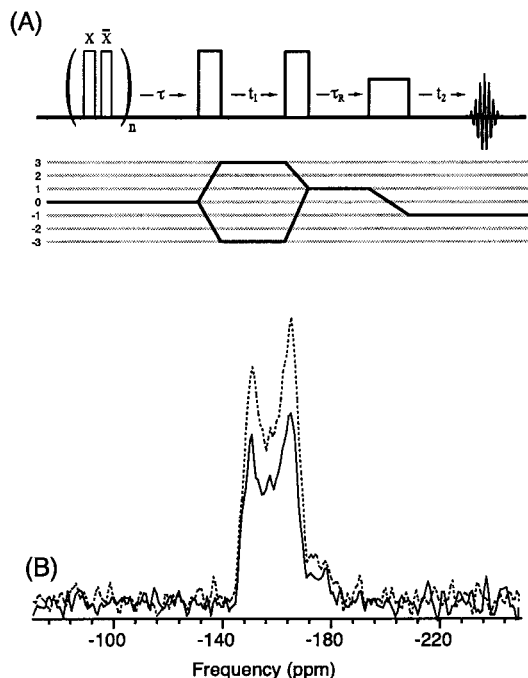 (A)
X X̄
( )n — τ → — t₁ → — τR → — t₂ →
3
2
1
0
-1
-2
-3
(B)
-100 -140 -180 -220
Frequency (ppm)